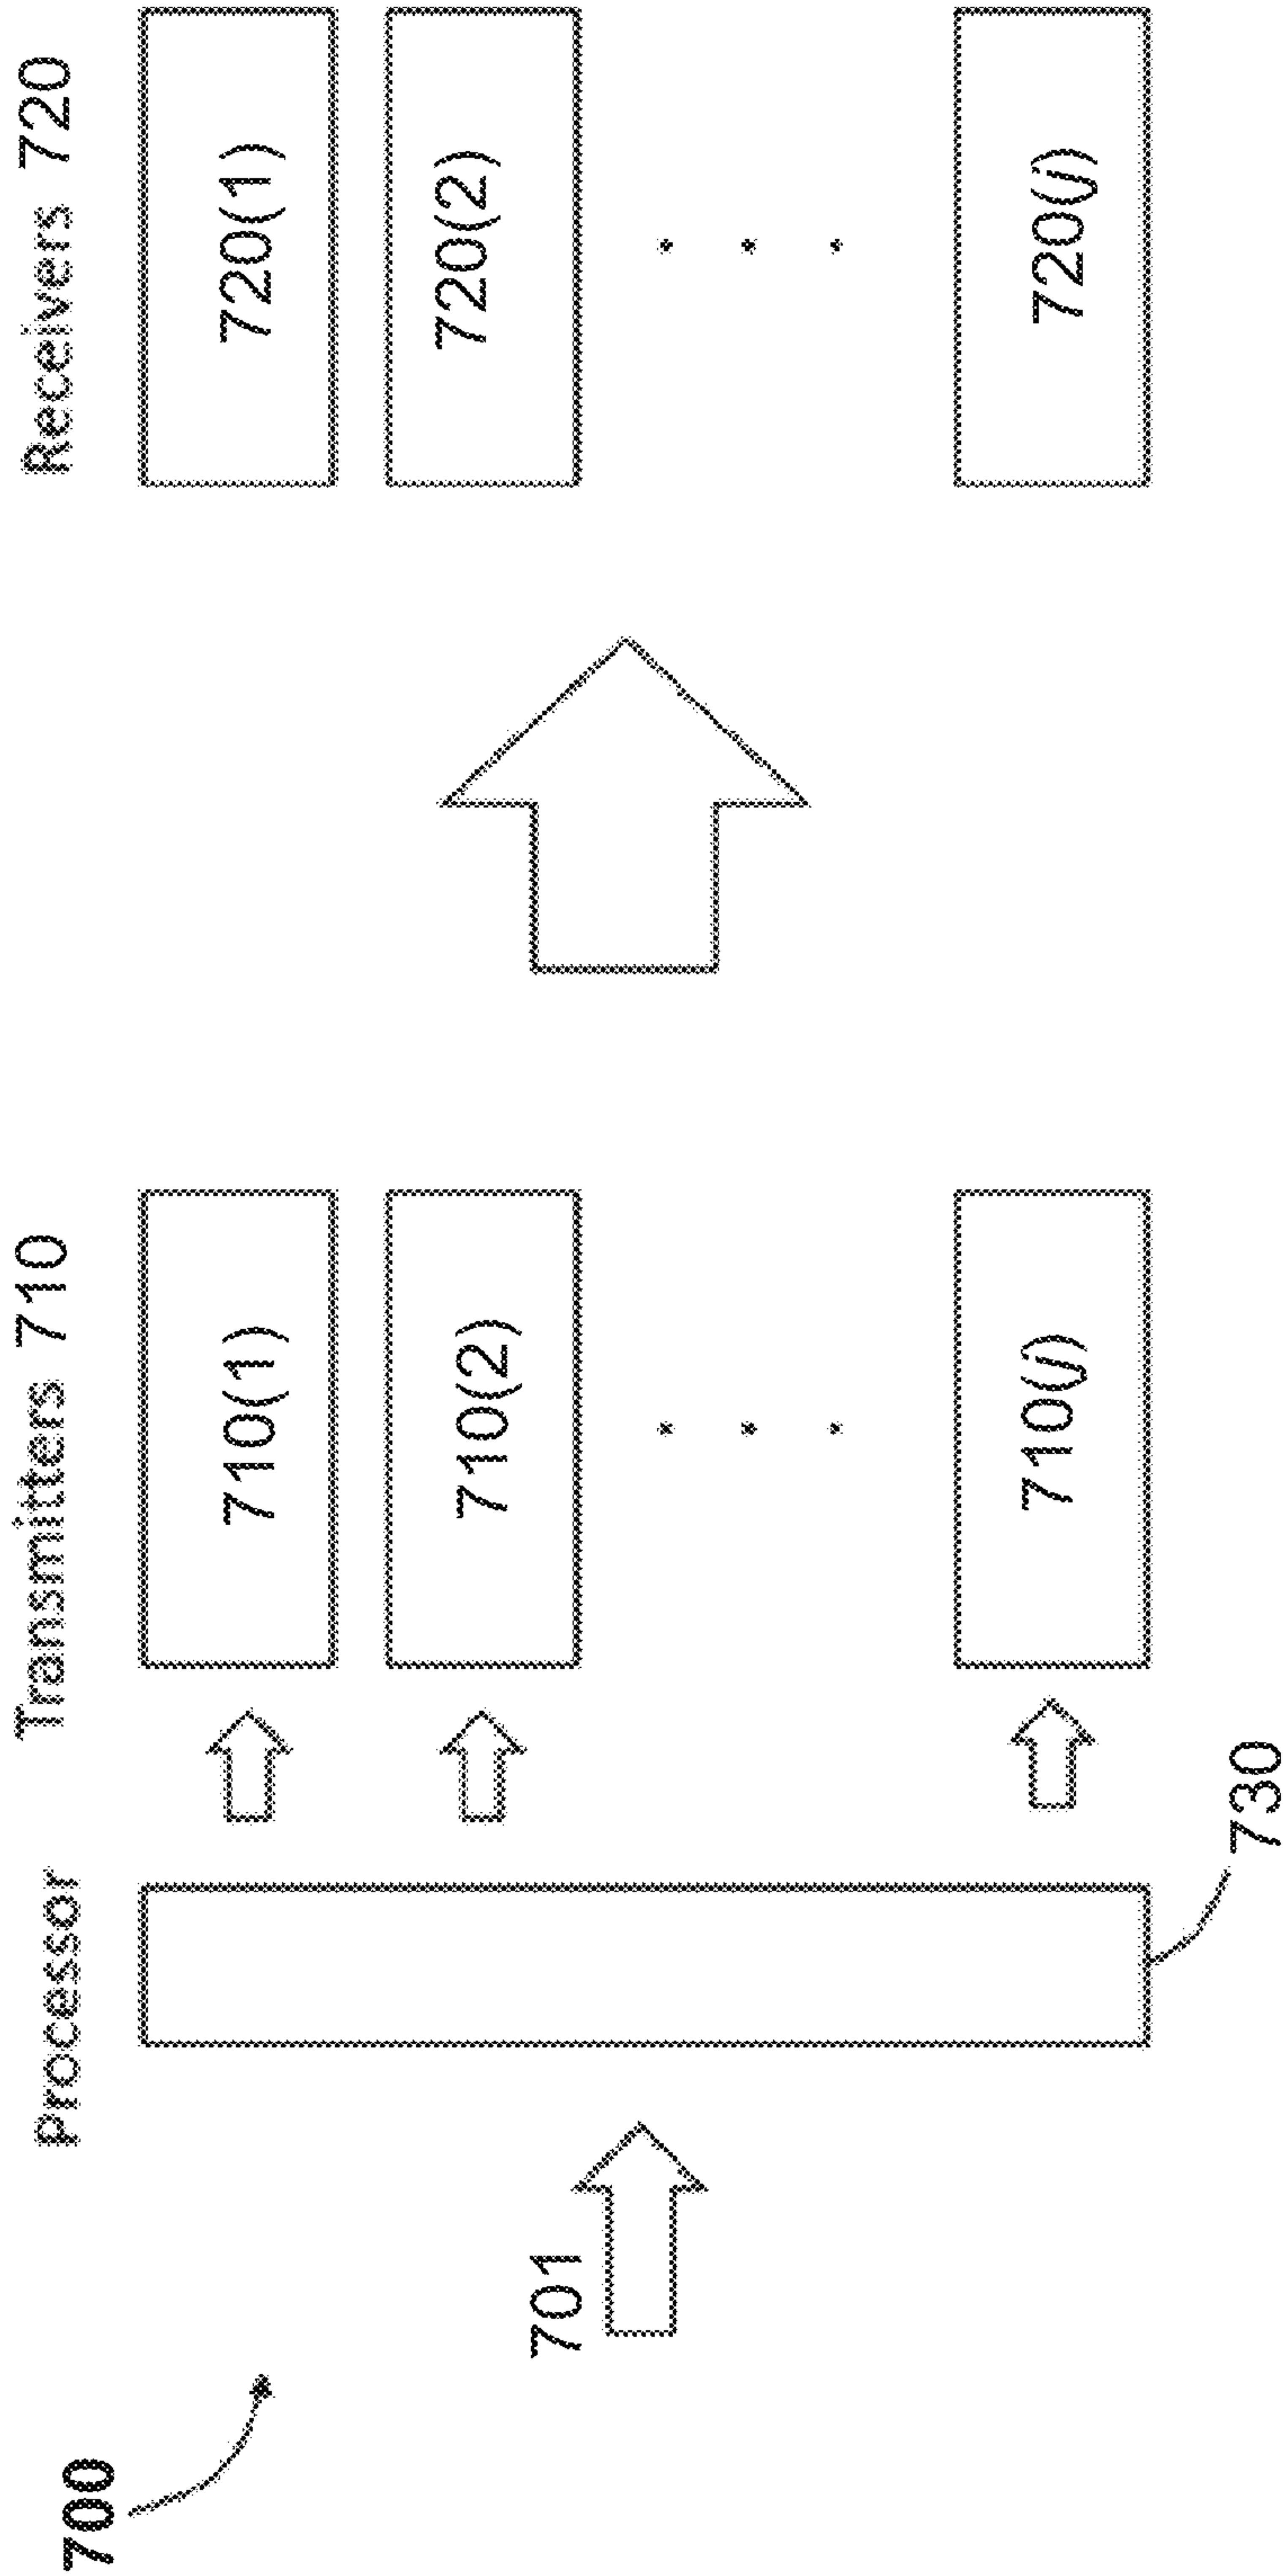 700
701
Processor
730
Transmitters 710
710(1)
710(2)
710(j)
Receivers 720
720(1)
720(2)
720(j)